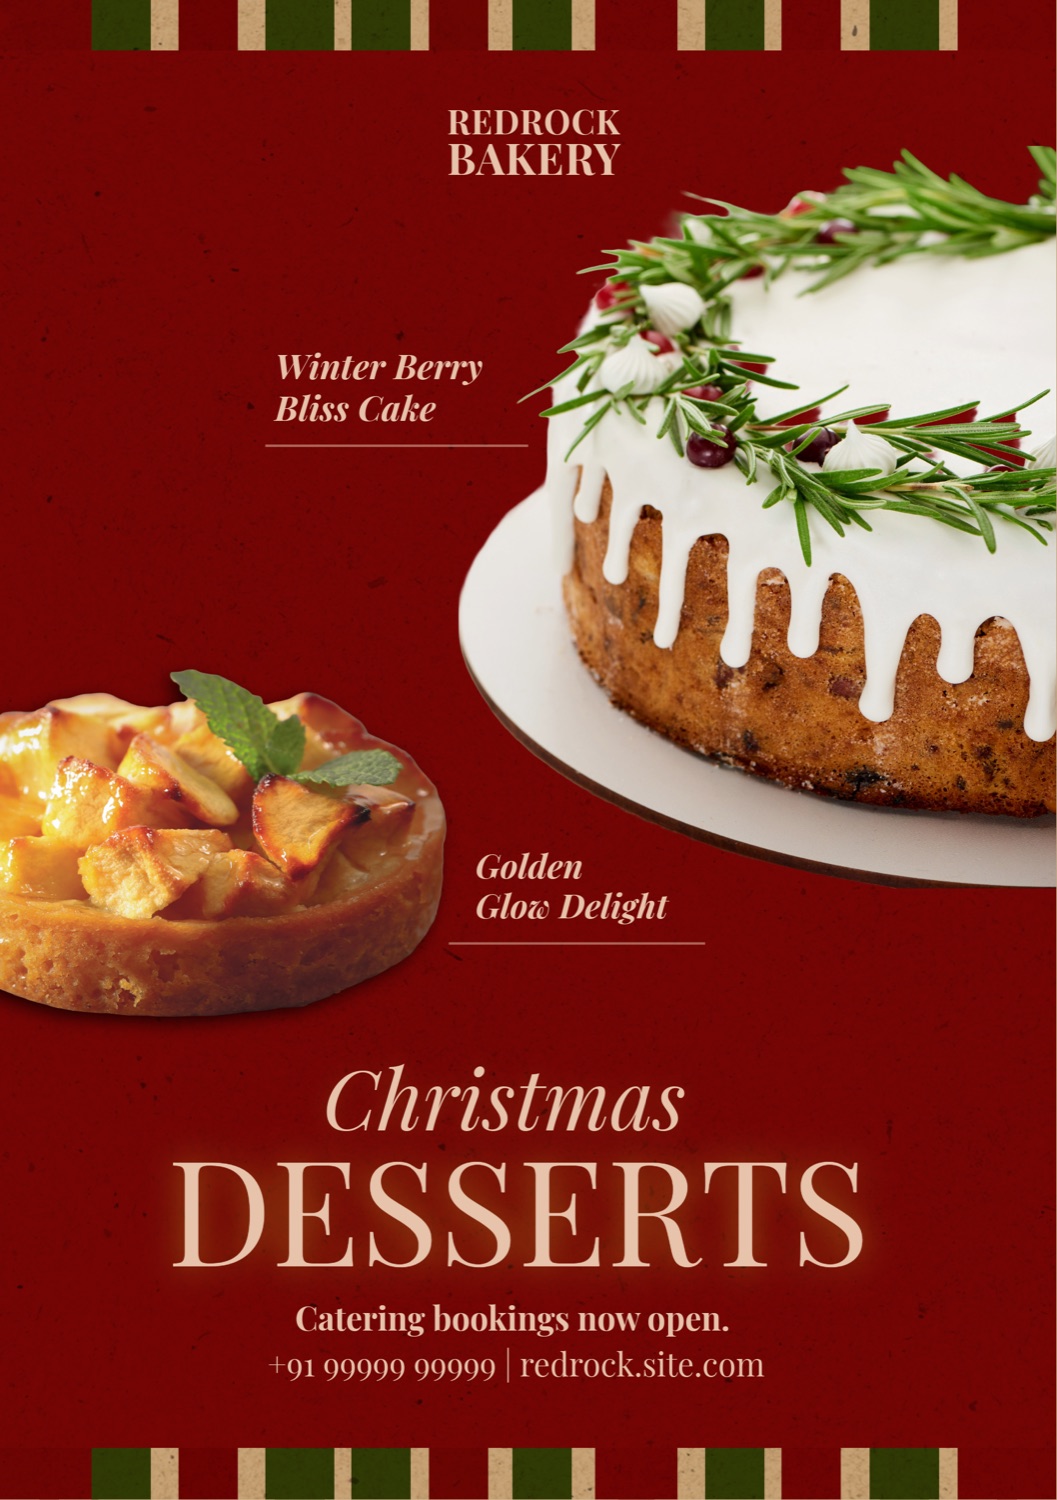 REDROCK
BAKERY
Winter Berry
Bliss Cake
Golden
Glow Delight
Christmas
DESSERTS
Catering bookings now open.
+91 99999 99999 | redrock.site.com